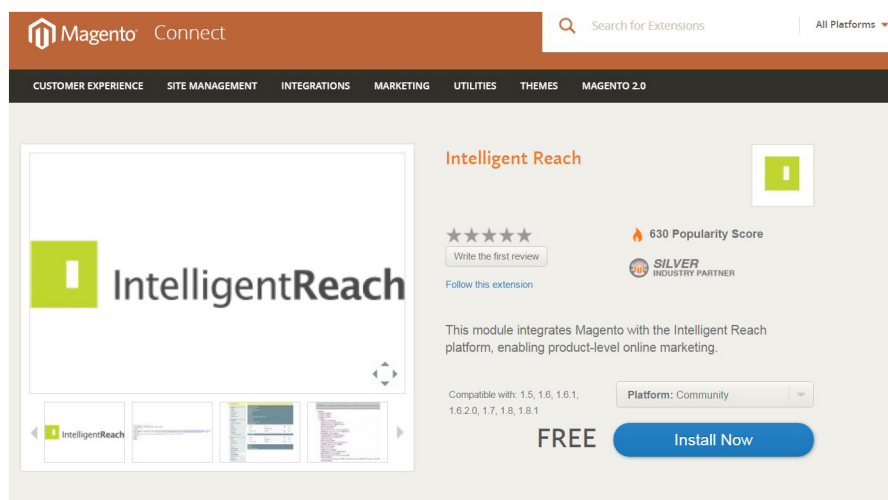 Magento Connect
Search for Extensions
All Platforms
CUSTOMER EXPERIENCE SITE MANAGEMENT INTEGRATIONS MARKETING UTILITIES THEMES MAGENTO 2.0
Intelligent Reach
IntelligentReach
630 Popularity Score
Write the first review
SILVER
INDUSTRY PARTNER
Follow this extension
This module integrates Magento with the Intelligent Reach
platform, enabling product-level online marketing.
Compatible with: 1.5, 1.6, 1.6.1,
1.6.2.0, 1.7, 1.8, 1.8.1
Platform: Community
FREE
Install Now
IntelligentReach